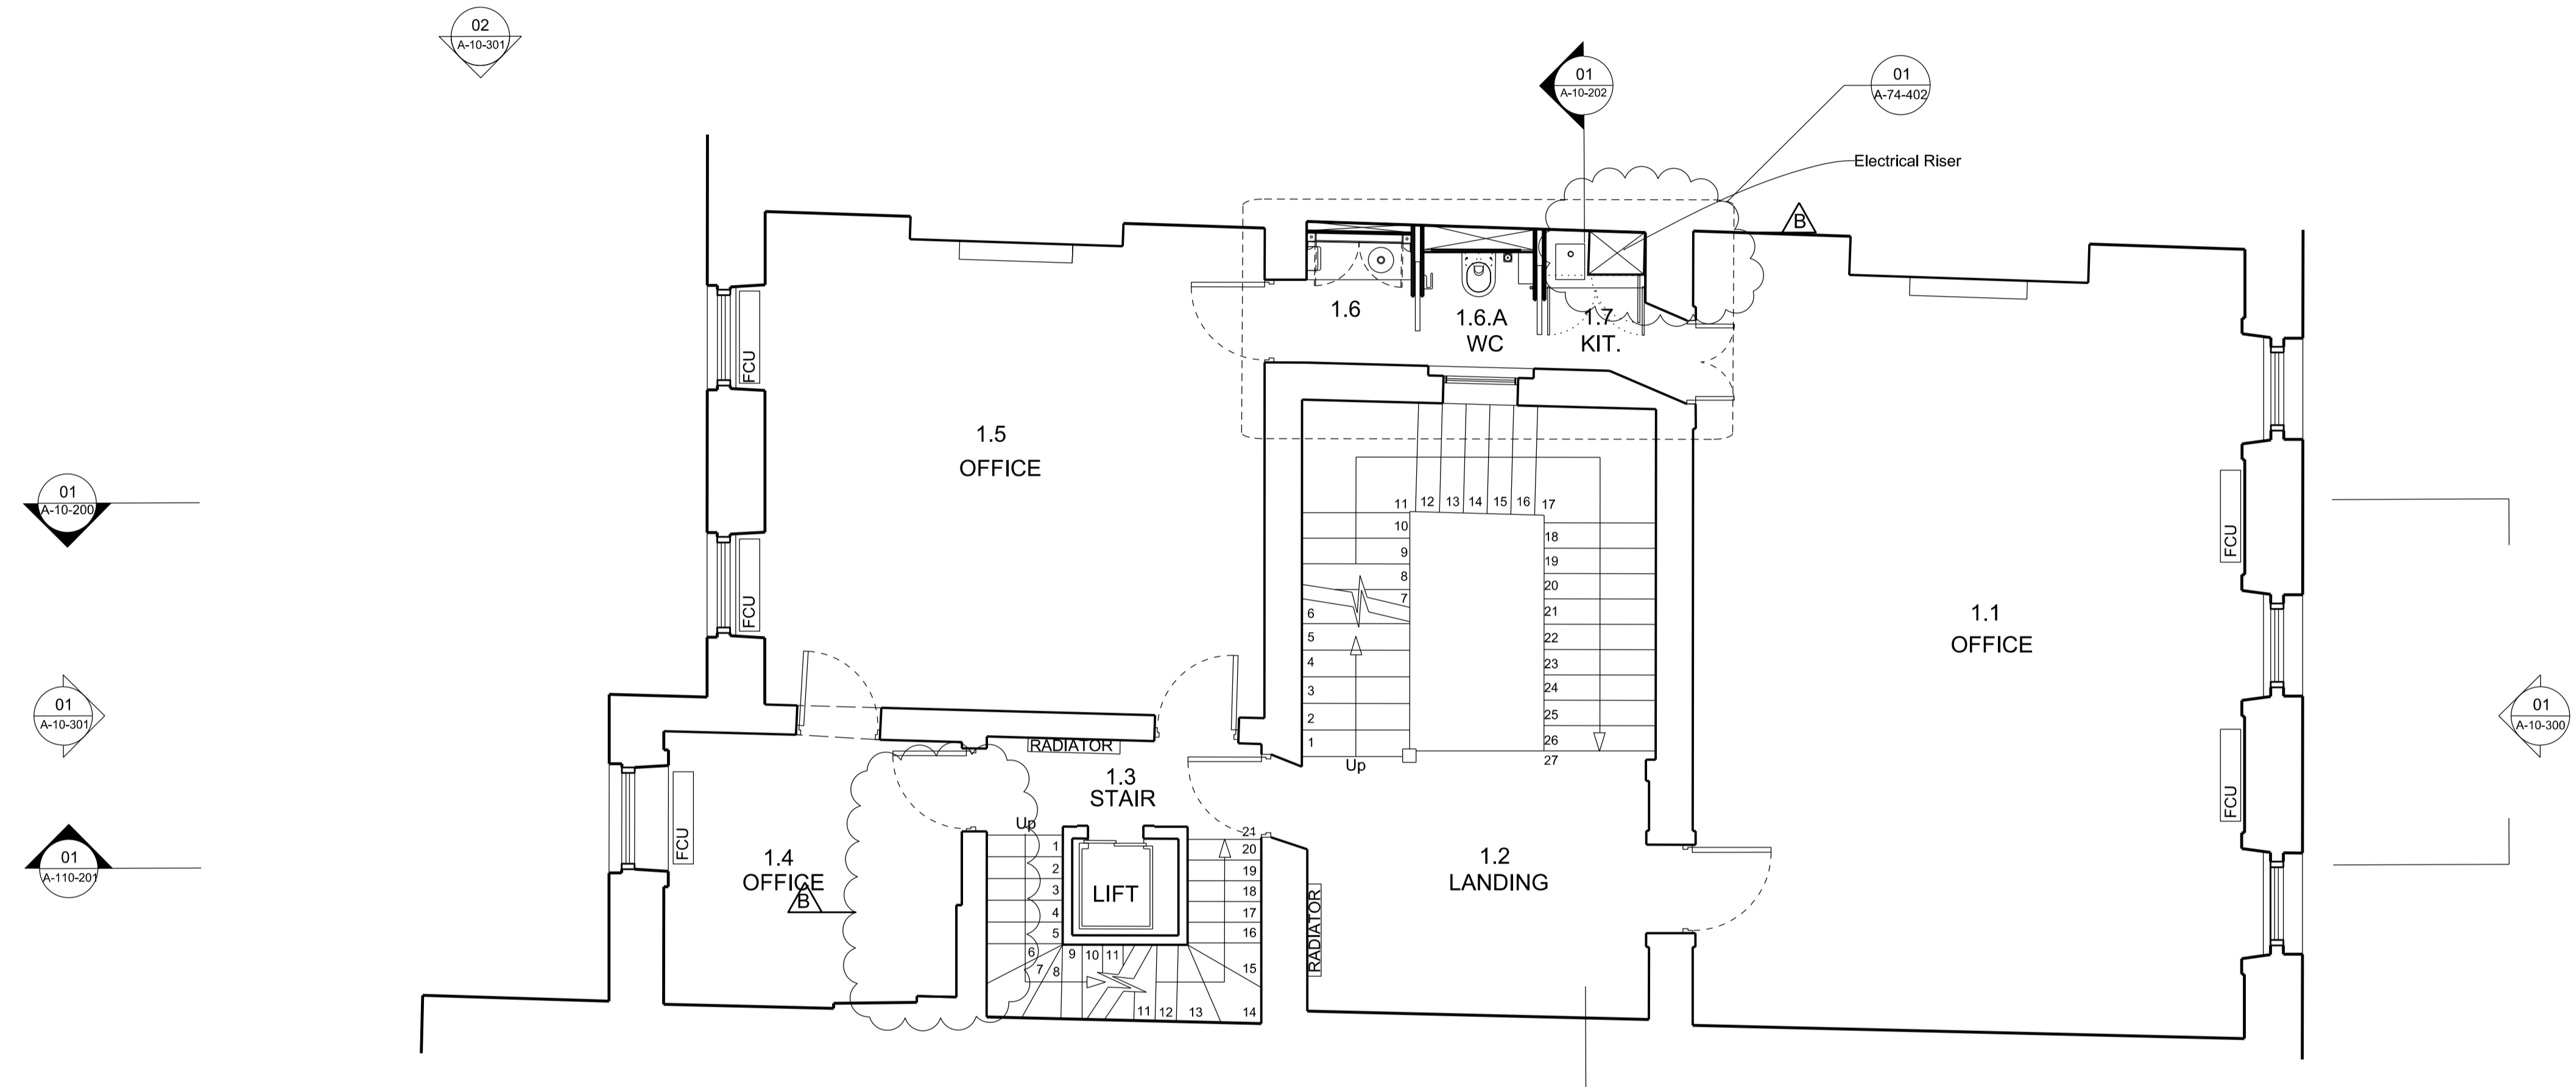 02
A-10-301
01
A-10-202
01
A-74-402
Electrical Riser
B
1.6
1.6.A
WC
1.7
KIT.
FCU
1.5
OFFICE
01
A-10-200
11
12
13
14
15
16
17
10
9
8
7
6
5
4
3
2
1
Up
18
19
20
21
22
23
24
25
26
27
FCU
FCU
1.1
OFFICE
01
A-10-301
01
A-10-300
RADIATOR
1.3
STAIR
FCU
FCU
Up
1
2
3
4
5
6
7
8
9
10
11
LIFT
21
20
19
18
17
16
15
14
13
12
11
1.4
OFFICE
B
01
A-110-201
1.2
LANDING
RADIATOR